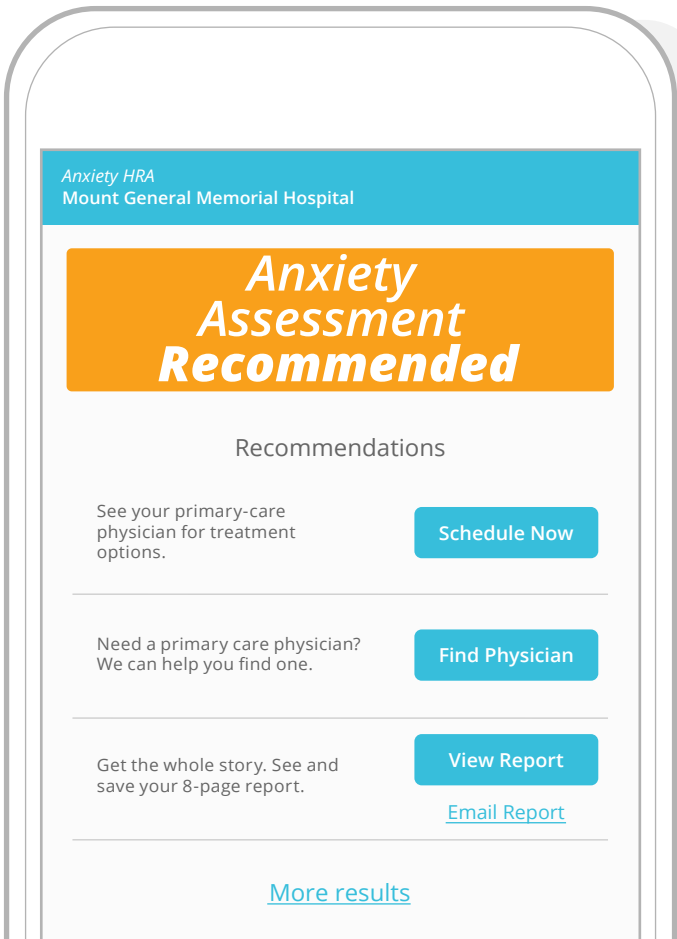 Anxiety HRA
Mount General Memorial Hospital
Anxiety
Assessment
Recommended
Recommendations
See your primary-care
physician for treatment
options.
Schedule Now
Need a primary care physician?
We can help you find one.
Find Physician
Get the whole story. See and
save your 8-page report.
View Report
Email Report
More results